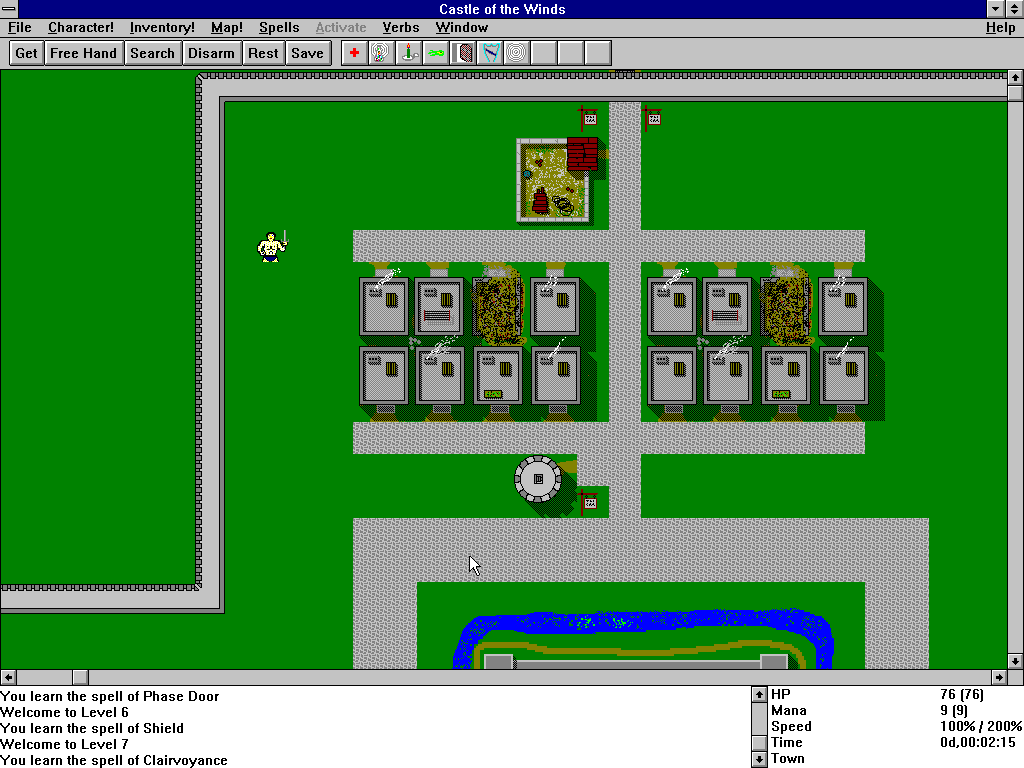 Castle of the Winds
File Character! Inventory! Map! Spells Activate Verbs Window Help
Get Free Hand Search Disarm Rest Save
You learn the spell of Phase Door
Welcome to Level 6
You learn the spell of Shield
Welcome to Level 7
You learn the spell of Clairvoyance
HP 76 (76)
Mana 9 (9)
Speed 100% / 200%
Time 0d,00:02:15
Town